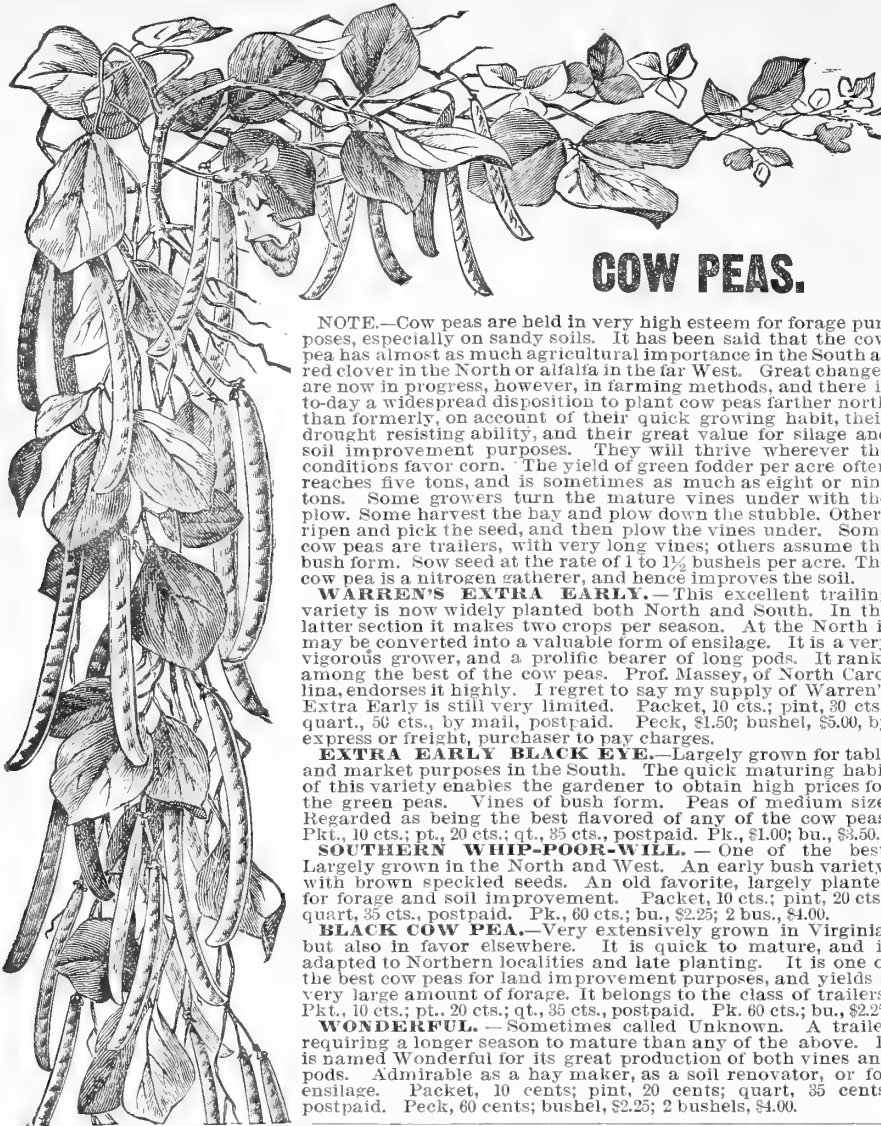 COW PEAS.
NOTE.—Cow peas are held in very high esteem for forage pur
poses, especially on sandy soils. It has been said that the cow
pea has almost as much agricultural importance in the South a
red clover in the North or alfalfa in the far West. Great change
are now in progress, however, in farming methods, and there i
to-day a widespread disposition to plant cow peas farther north
than formerly, on account of their quick growing habit, thei
drought resisting ability, and their great value for silage and
soil improvement purposes. They will thrive wherever th
conditions favor corn. The yield of green fodder per acre often
reaches five tons, and is sometimes as much as eight or nin
tons. Some growers turn the mature vines under with th
plow. Some harvest the hay and plow down the stubble. Other
ripen and pick the seed, and then plow the vines under. Som
cow peas are trailers, with very long vines; others assume th
bush form. Sow seed at the rate of 1 to 1½ bushels per acre. Th
cow pea is a nitrogen gatherer, and hence improves the soil.
WARREN'S EXTRA EARLY.—This excellent trailing
variety is now widely planted both North and South. In th
latter section it makes two crops per season. At the North i
may be converted into a valuable form of ensilage. It is a very
vigorous grower, and a prolific bearer of long pods. It rank
among the best of the cow peas. Prof. Massey, of North Caro
lina, endorses it highly. I regret to say my supply of Warren'
Extra Early is still very limited. Packet, 10 cts.; pint, 30 cts
quart., 50 cts., by mail, postpaid. Peck, $1.50; bushel, $5.00, by
express or freight, purchaser to pay charges.
EXTRA EARLY BLACK EYE.—Largely grown for tabl
and market purposes in the South. The quick maturing habi
of this variety enables the gardener to obtain high prices fo
the green peas. Vines of bush form. Peas of medium size
Regarded as being the best flavored of any of the cow peas
Pkt., 10 cts.; pt., 20 cts.; qt., 35 cts., postpaid. Pk., $1.00; bu., $3.50.
SOUTHERN WHIP-POOR-WILL. — One of the best
Largely grown in the North and West. An early bush variety
with brown speckled seeds. An old favorite, largely plante
for forage and soil improvement. Packet, 10 cts.; pint, 20 cts
quart, 35 cts., postpaid. Pk., 60 cts.; bu., $2.25; 2 bus., $4.00.
BLACK COW PEA.—Very extensively grown in Virginia
but also in favor elsewhere. It is quick to mature, and i
adapted to Northern localities and late planting. It is one o
the best cow peas for land improvement purposes, and yields
very large amount of forage. It belongs to the class of trailers
Pkt., 10 cts.; pt.. 20 cts.; qt., 35 cts., postpaid. Pk. 60 cts.; bu., $2.25
WONDERFUL. — Sometimes called Unknown. A traile
requiring a longer season to mature than any of the above. I
is named Wonderful for its great production of both vines an
pods. Admirable as a hay maker, as a soil renovator, or fo
ensilage. Packet, 10 cents; pint, 20 cents; quart, 35 cents
postpaid. Peck, 60 cents; bushel, $2.25; 2 bushels, $4.00.